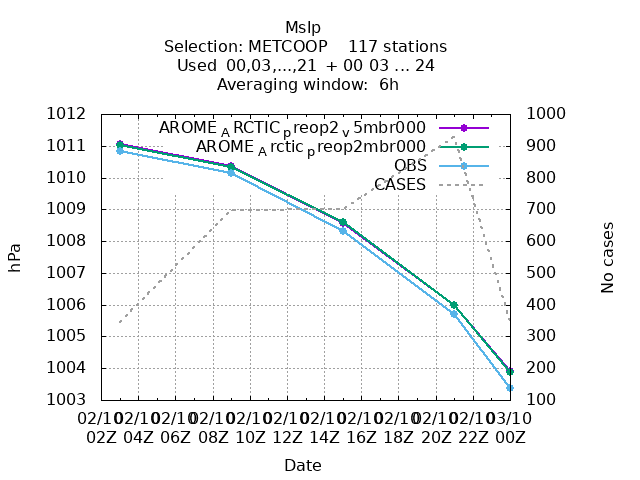 Mslp
Selection: METCOOP    117 stations
Used  00,03,...,21  + 00 03 ... 24
Averaging window:  6h
AROME_ARCTIC_preop2_v5mbr000
AROME_Arctic_preop2mbr000
OBS
CASES
1012
1011
1010
1009
1008
1007
1006
1005
1004
1003
hPa
1000
900
800
700
600
500
400
300
200
100
No cases
02/10 02/10 02/10 02/10 02/10 02/10 02/10 02/10 02/10 02/10 02/10 03/10
02Z 04Z 06Z 08Z 10Z 12Z 14Z 16Z 18Z 20Z 22Z 00Z
Date